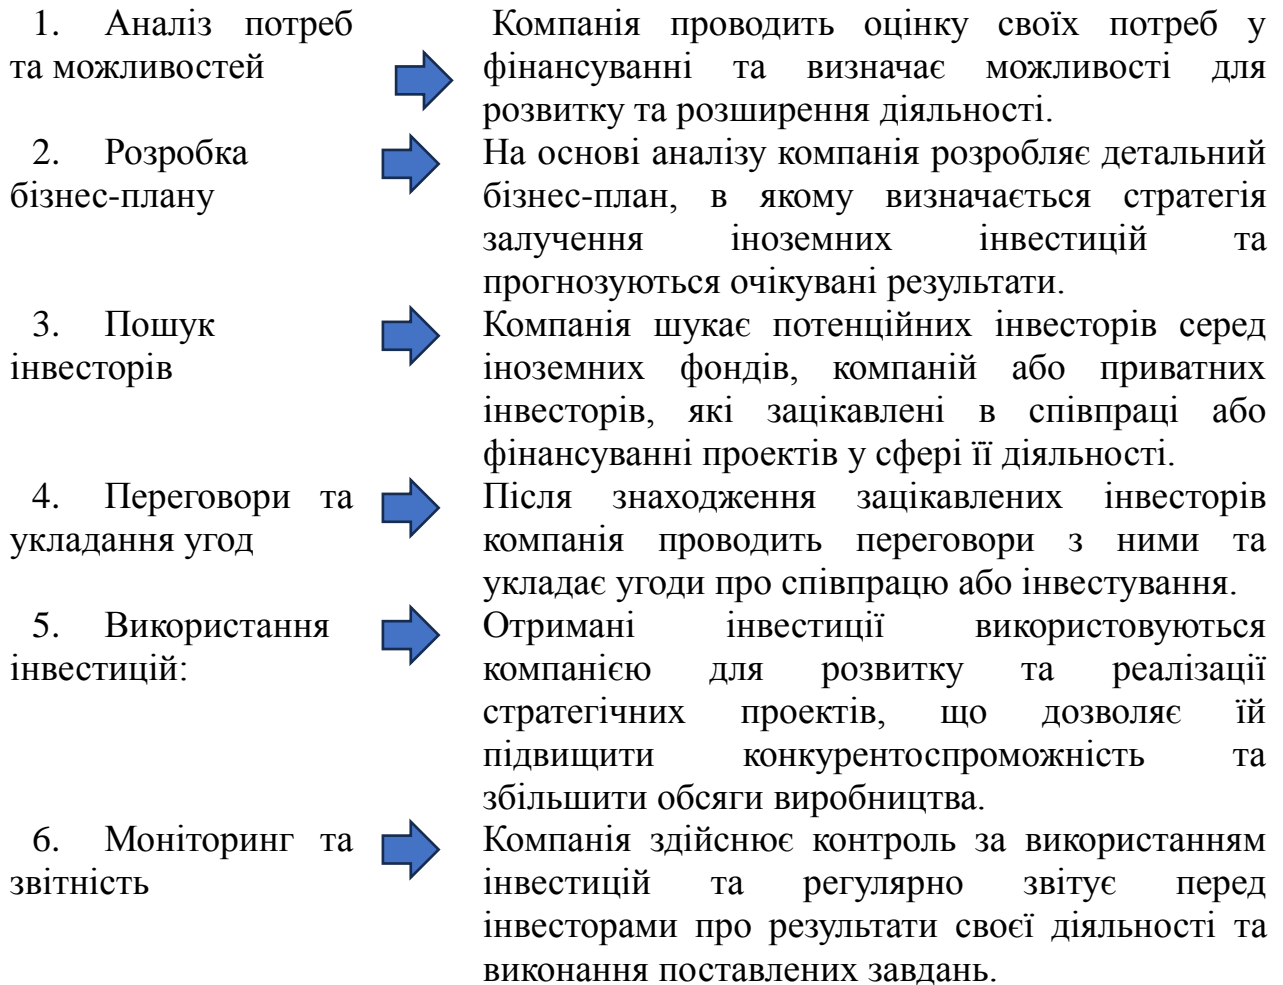 1. Аналіз потреб
та можливостей
Компанія проводить оцінку своїх потреб у
фінансуванні та визначає можливості для
розвитку та розширення діяльності.
2. Розробка
бізнес-плану
На основі аналізу компанія розробляє детальний
бізнес-план, в якому визначається стратегія
залучення іноземних інвестицій та
прогнозуються очікувані результати.
3. Пошук
інвесторів
Компанія шукає потенційних інвесторів серед
іноземних фондів, компаній або приватних
інвесторів, які зацікавлені в співпраці або
фінансуванні проектів у сфері її діяльності.
4. Переговори та
укладання угод
Після знаходження зацікавлених інвесторів
компанія проводить переговори з ними та
укладає угоди про співпрацю або інвестування.
5. Використання
інвестицій:
Отримані інвестиції використовуються
компанією для розвитку та реалізації
стратегічних проектів, що дозволяє їй
підвищити конкурентоспроможність та
збільшити обсяги виробництва.
6. Моніторинг та
звітність
Компанія здійснює контроль за використанням
інвестицій та регулярно звітує перед
інвесторами про результати своєї діяльності та
виконання поставлених завдань.